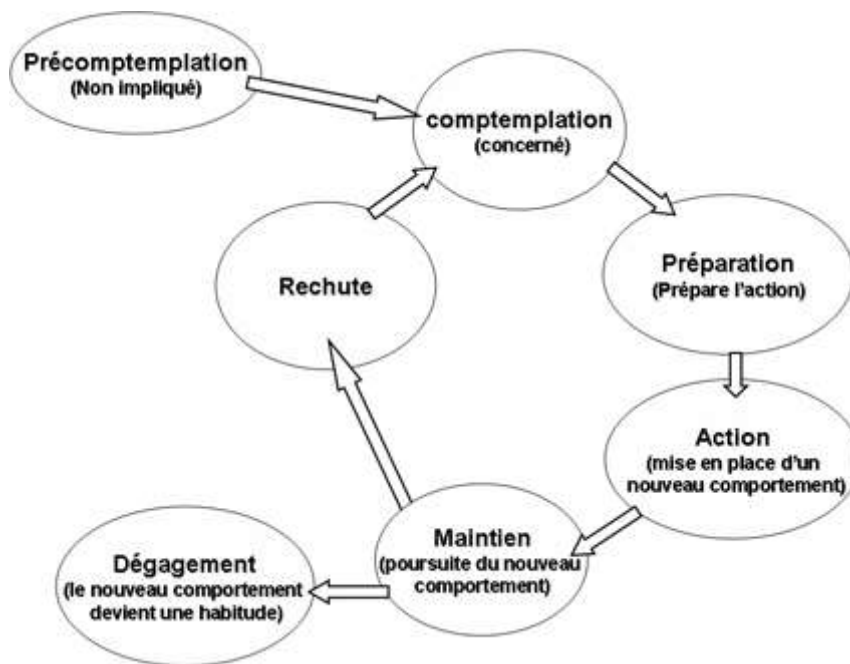 Précomptemplation
(Non impliqué)
comptemplation
(concerné)
Préparation
(Prépare l'action)
Rechute
Action
(mise en place d'un
nouveau comportement)
Maintien
(poursuite du nouveau
comportement)
Dégagement
(le nouveau comportement
devient une habitude)